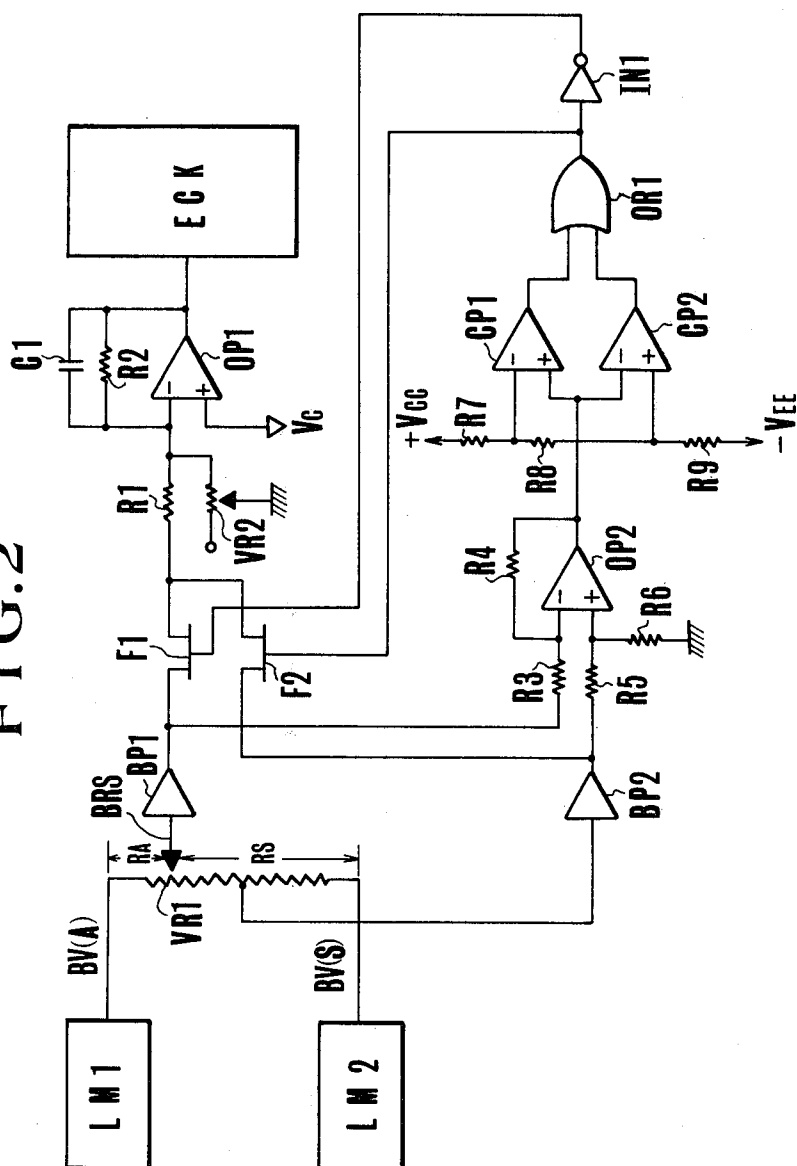 FIG.2
LM1
LM2
BV(A)
BV(S)
VR1
RA
RS
BRS
BP1
BP2
F1
F2
R1
VR2
C1
R2
OP1
VC
ECK
R3
R4
R5
R6
OP2
+VCC
R7
R8
R9
-VEE
CP1
CP2
OR1
IN1